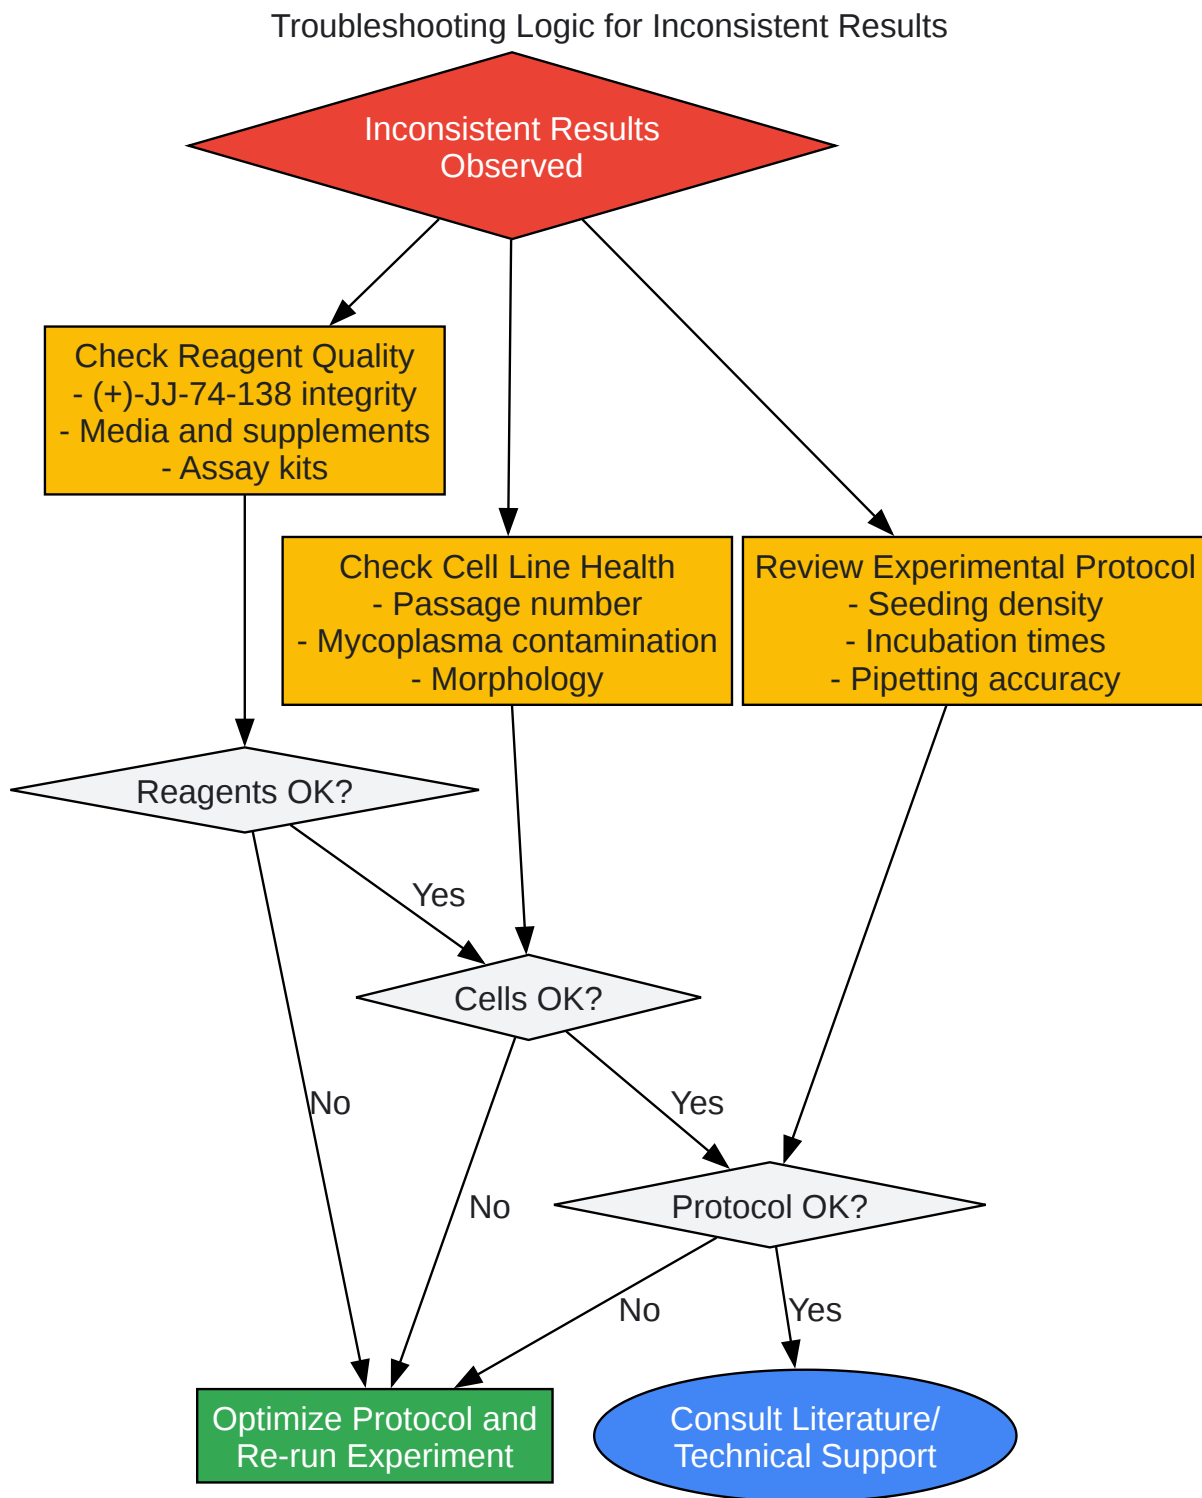 Troubleshooting Logic for Inconsistent Results
Inconsistent Results
Observed
Check Reagent Quality
- (+)-JJ-74-138 integrity
- Media and supplements
- Assay kits
Check Cell Line Health
- Passage number
- Mycoplasma contamination
- Morphology
Review Experimental Protocol
- Seeding density
- Incubation times
- Pipetting accuracy
Reagents OK?
Yes
Cells OK?
No
Yes
No
Protocol OK?
No
Yes
Optimize Protocol and
Re-run Experiment
Consult Literature/
Technical Support